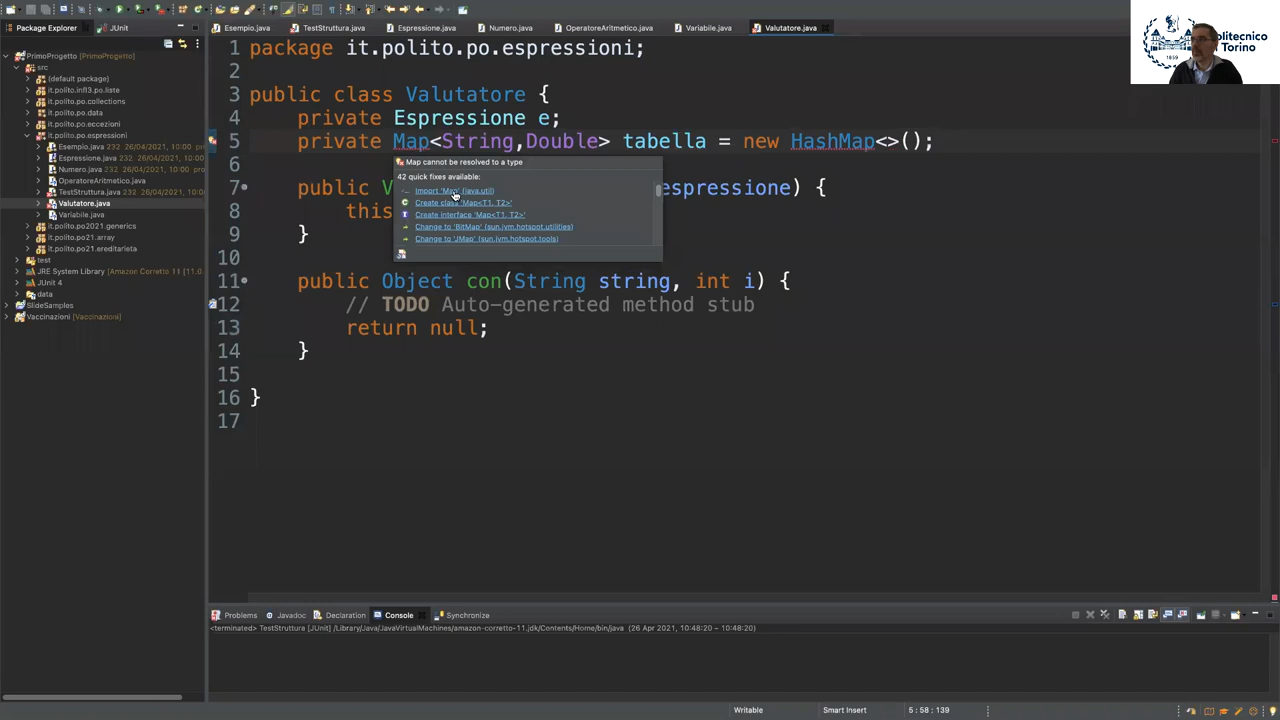 Package Explorer
JUnit
PrimoProgetto [PrimoProgetto]
src
(default package)
it.polito.inf13.po.liste
it.polito.po.collections
it.polito.po.data
it.polito.po.eccezioni
it.polito.po.espressioni
Esempio.java 232 26/04/2021, 10:00 pro
Espressione.java 232 26/04/2021, 10:00
Numero.java 232 26/04/2021, 10:00 pro
OperatoreAritmetico.java
TestStruttura.java 232 26/04/2021, 10:00
Valutatore.java
Variabile.java
it.polito.po2021.generics
it.polito.po21.array
it.polito.po21.ereditarieta
test
JRE System Library [Amazon Corretto 11 [11.0
JUnit 4
data
SlideSamples
Vaccinazioni [Vaccinazioni]
Esempio.java
TestStruttura.java
Espressione.java
Numero.java
OperatoreAritmetico.java
Variabile.java
Valutatore.java
1 package it.polito.po.espressioni;
2
3 public class Valutatore {
4 private Espressione e;
5 private Map<String,Double> tabella = new HashMap<>();
6
7 public V espressione) {
8 this
9 }
10
11 public Object con(String string, int i) {
12 // TODO Auto-generated method stub
13 return null;
14 }
15
16 }
17
Map cannot be resolved to a type
42 quick fixes available:
Import 'Map' (java.util)
Create class 'Map<T1, T2>'
Create interface 'Map<T1, T2>'
Change to 'BitMap' (sun.jvm.hotspot.utilities)
Change to 'JMap' (sun.jvm.hotspot.tools)
Politecnico
Torino
1859
Problems
Javadoc
Declaration
Console
Synchronize
<terminated> TestStruttura [JUnit] /Library/Java/JavaVirtualMachines/amazon-corretto-11.jdk/Contents/Home/bin/java (26 Apr 2021, 10:48:20 – 10:48:20)
Writable
Smart Insert
5 : 58 : 139